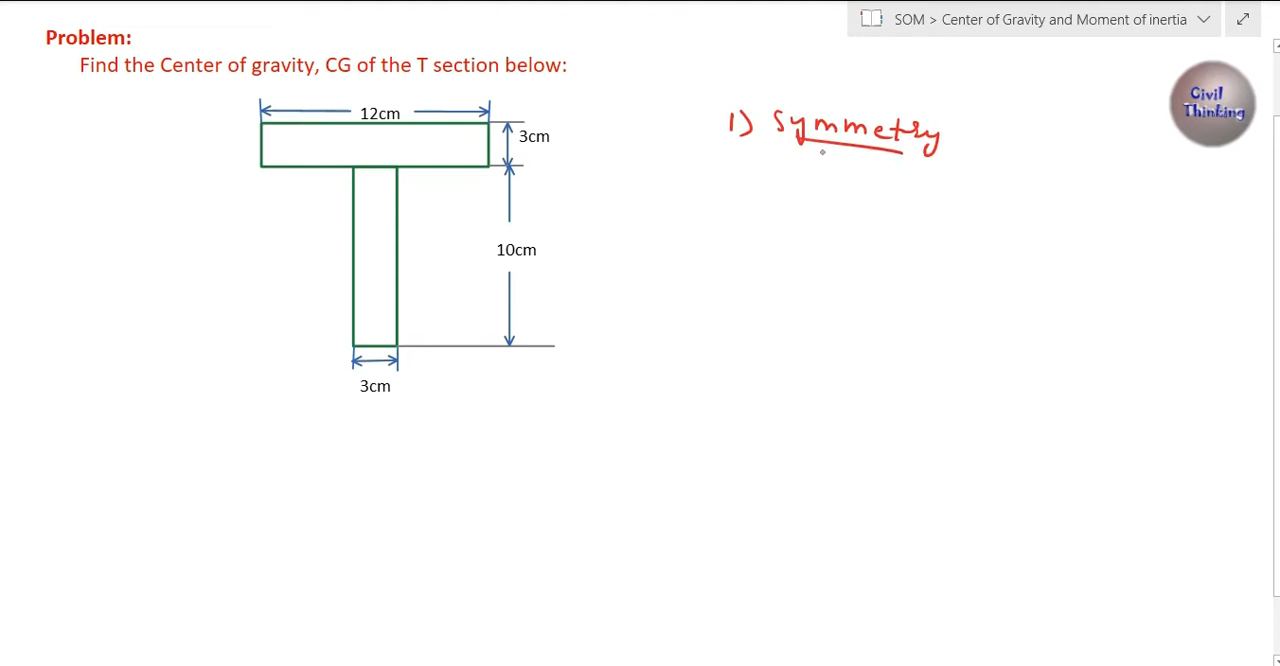 SOM > Center of Gravity and Moment of inertia
Problem:
Find the Center of gravity, CG of the T section below:
Civil
Thinking
12cm
3cm
1) Symmetry
10cm
3cm